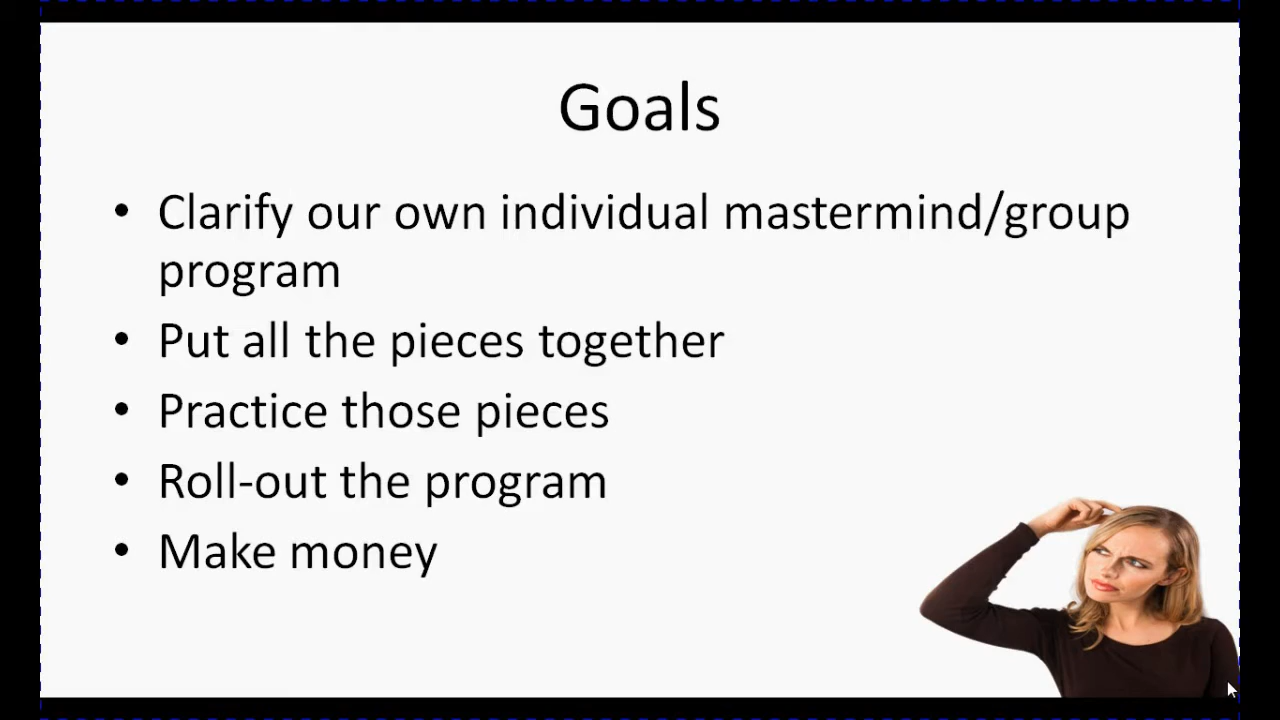 Goals
• Clarify our own individual mastermind/group
program
• Put all the pieces together
• Practice those pieces
• Roll-out the program
• Make money